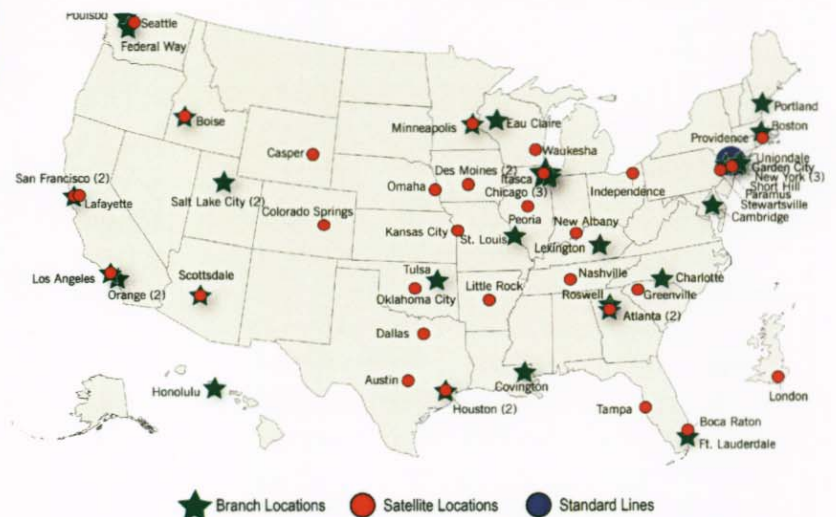 Poulsbo
Seattle
Federal Way
Portland
Boise
Minneapolis
Eau Claire
Boston
Providence
Casper
Waukesha
Uniondale
Garden City
New York (3)
Short Hill
Paramus
Stewartsville
Cambridge
San Francisco (2)
Lafayette
Salt Lake City (2)
Omaha
Des Moines (2)
Itasca
Chicago (3)
Independence
Peoria
Colorado Springs
New Albany
Kansas City
St. Louis
Lexington
Los Angeles
Orange (2)
Scottsdale
Tulsa
Oklahoma City
Little Rock
Nashville
Charlotte
Roswell
Greenville
Atlanta (2)
Dallas
Austin
Honolulu
Houston (2)
Covington
Tampa
Boca Raton
Ft. Lauderdale
London
Branch Locations
Satellite Locations
Standard Lines